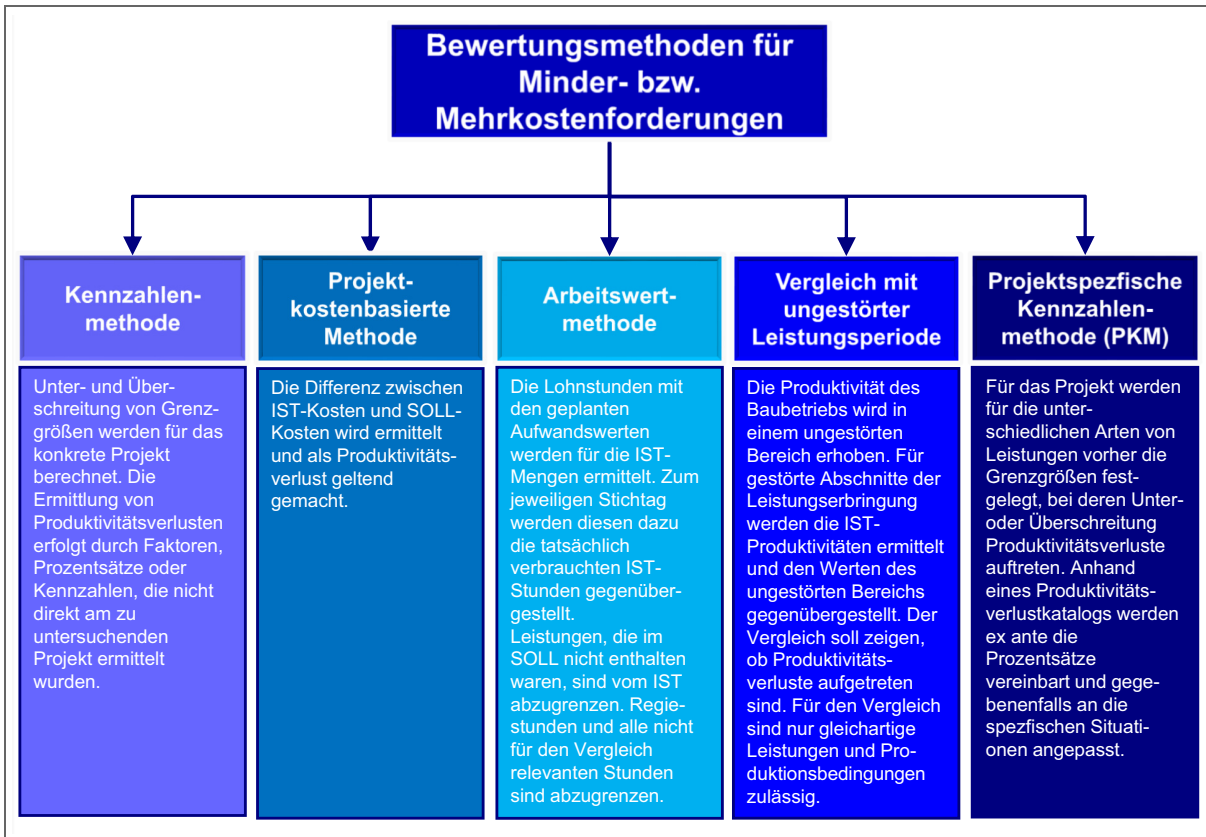 Bewertungsmethoden für
Minder- bzw.
Mehrkostenforderungen
Kennzahlen-
methode
Unter- und Über-
schreitung von Grenz-
größen werden für das
konkrete Projekt
berechnet. Die
Ermittlung von
Produktivitätsverlusten
erfolgt durch Faktoren,
Prozentsätze oder
Kennzahlen, die nicht
direkt am zu
untersuchenden
Projekt ermittelt
wurden.
Projekt-
kostenbasierte
Methode
Die Differenz zwischen
IST-Kosten und SOLL-
Kosten wird ermittelt
und als Produktivitäts-
verlust geltend
gemacht.
Arbeitswert-
methode
Die Lohnstunden mit
den geplanten
Aufwandswerten
werden für die IST-
Mengen ermittelt. Zum
jeweiligen Stichtag
werden diesen dazu
die tatsächlich
verbrauchten IST-
Stunden gegenüber-
gestellt.
Leistungen, die im
SOLL nicht enthalten
waren, sind vom IST
abzugrenzen. Regie-
stunden und alle nicht
für den Vergleich
relevanten Stunden
sind abzugrenzen.
Vergleich mit
ungestörter
Leistungsperiode
Die Produktivität des
Baubetriebs wird in
einem ungestörten
Bereich erhoben. Für
gestörte Abschnitte der
Leistungserbringung
werden die IST-
Produktivitäten ermittelt
und den Werten des
ungestörten Bereichs
gegenübergestellt. Der
Vergleich soll zeigen,
ob Produktivitäts-
verluste aufgetreten
sind. Für den Vergleich
sind nur gleichartige
Leistungen und Pro-
duktionsbedingungen
zulässig.
Projektspezfische
Kennzahlen-
methode (PKM)
Für das Projekt werden
für die unter-
schiedlichen Arten von
Leistungen vorher die
Grenzgrößen fest-
gelegt, bei deren Unter-
oder Überschreitung
Produktivitätsverluste
auftreten. Anhand
eines Produktivitäts-
verlustkatalogs werden
ex ante die
Prozentsätze
vereinbart und gege-
benenfalls an die
spezfischen Situati-
onen angepasst.